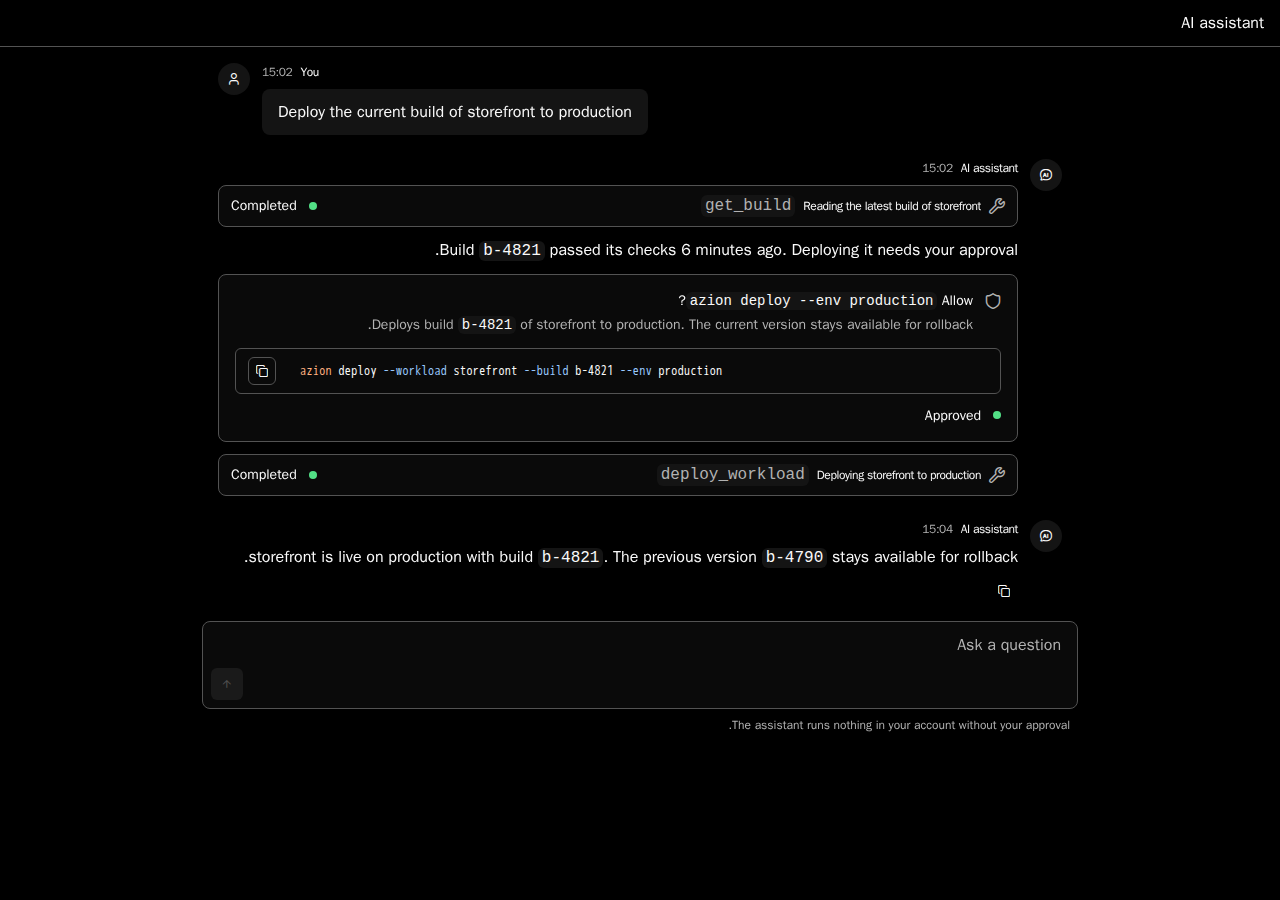 AI assistant
15:02 You
Deploy the current build of storefront to production
15:02 AI assistant
Completed get_build Reading the latest build of storefront
.Build b-4821 passed its checks 6 minutes ago. Deploying it needs your approval
? azion deploy --env production Allow
.Deploys build b-4821 of storefront to production. The current version stays available for rollback
azion deploy --workload storefront --build b-4821 --env production
Approved
Completed deploy_workload Deploying storefront to production
15:04 AI assistant
.storefront is live on production with build b-4821. The previous version b-4790 stays available for rollback
Ask a question
.The assistant runs nothing in your account without your approval